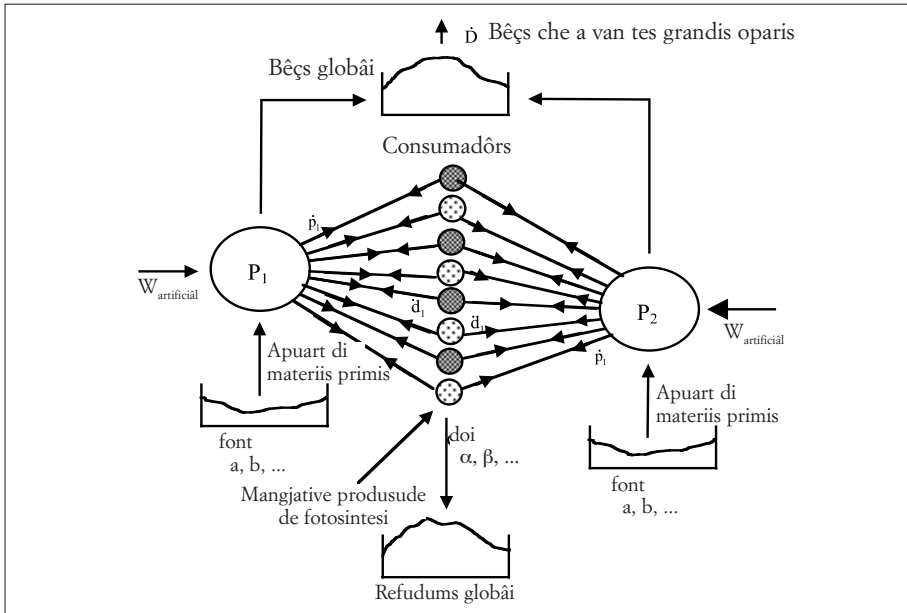 Ḋ Bêçs che a van tes grandis oparis
Bêçs globâi
Consumadôrs
ṗ₁
P₁
W artificiâl
ḋ₁
ḋ₁
P₂
W artificiâl
ṗ₁
Apuart di
materiis primis
Apuart di
materiis primis
font
a, b, ...
doi
α, β, ...
font
a, b, ...
Mangjative produsude
de fotosintesi
Refudums globâi